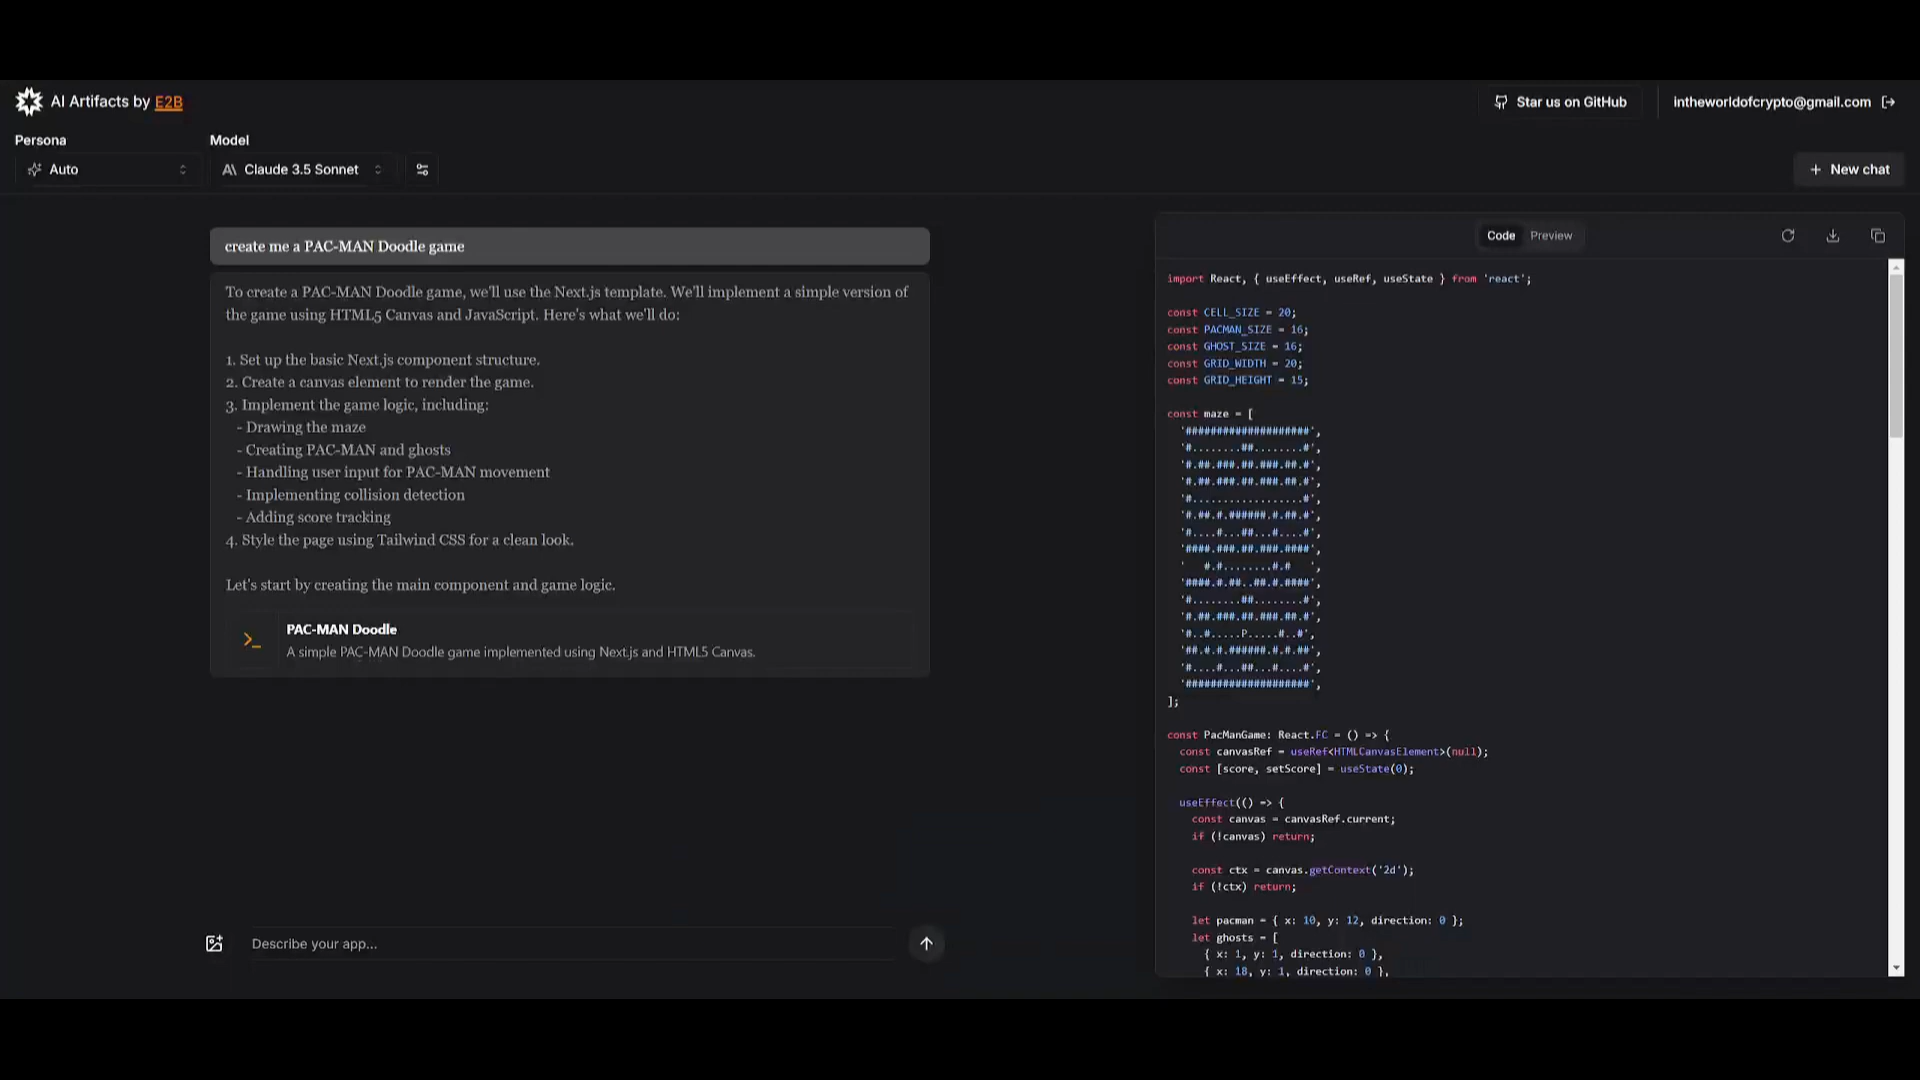 AI Artifacts by E2B
Star us on GitHub
intheworldofcrypto@gmail.com
Persona
Model
Auto
Claude 3.5 Sonnet
New chat
create me a PAC-MAN Doodle game
To create a PAC-MAN Doodle game, we'll use the Next.js template. We'll implement a simple version of
the game using HTML5 Canvas and JavaScript. Here's what we'll do:
1. Set up the basic Next.js component structure.
2. Create a canvas element to render the game.
3. Implement the game logic, including:
- Drawing the maze
- Creating PAC-MAN and ghosts
- Handling user input for PAC-MAN movement
- Implementing collision detection
- Adding score tracking
4. Style the page using Tailwind CSS for a clean look.
Let's start by creating the main component and game logic.
>_
PAC-MAN Doodle
A simple PAC-MAN Doodle game implemented using Next.js and HTML5 Canvas.
Describe your app...
Code
Preview
import React, { useEffect, useRef, useState } from 'react';
const CELL_SIZE = 20;
const PACMAN_SIZE = 16;
const GHOST_SIZE = 16;
const GRID_WIDTH = 20;
const GRID_HEIGHT = 15;
const maze = [
'####################',
'#........##........#',
'#.##.###.##.###.##.#',
'#.##.###.##.###.##.#',
'#..................#',
'#.##.#.######.#.##.#',
'#....#...##...#....#',
'####.###.##.###.####',
'   #.#........#.#   ',
'####.#.##..##.#.####',
'#........##........#',
'#.##.###.##.###.##.#',
'#..#.....P.....#..#',
'##.#.#.######.#.#.##',
'#....#...##...#....#',
'####################',
];
const PacManGame: React.FC = () => {
const canvasRef = useRef<HTMLCanvasElement>(null);
const [score, setScore] = useState(0);
useEffect(() => {
const canvas = canvasRef.current;
if (!canvas) return;
const ctx = canvas.getContext('2d');
if (!ctx) return;
let pacman = { x: 10, y: 12, direction: 0 };
let ghosts = [
{ x: 1, y: 1, direction: 0 },
{ x: 18, y: 1, direction: 0 },